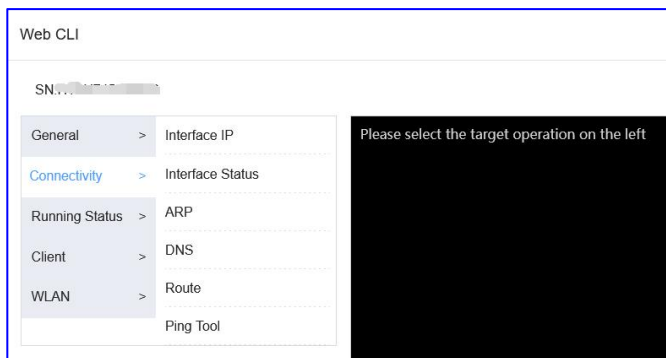 Web CLI
SN:
General >
Connectivity >
Running Status >
Client >
WLAN >
Interface IP
Interface Status
ARP
DNS
Route
Ping Tool
Please select the target operation on the left